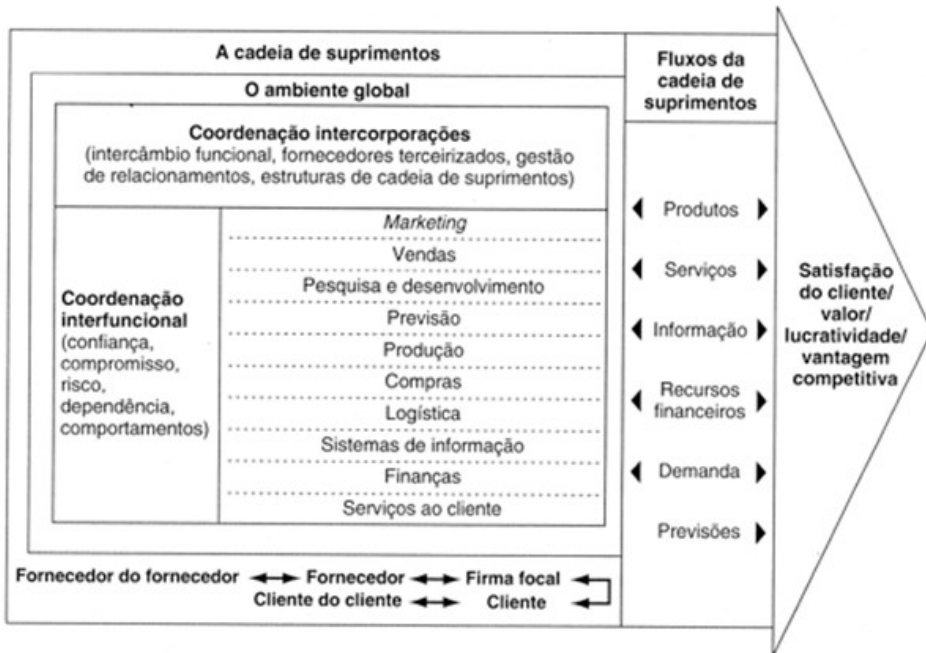 A cadeia de suprimentos
O ambiente global
Coordenação intercorporações
(intercâmbio funcional, fornecedores terceirizados, gestão
de relacionamentos, estruturas de cadeia de suprimentos)
Coordenação
interfuncional
(confiança,
compromisso,
risco,
dependência,
comportamentos)
Marketing
Vendas
Pesquisa e desenvolvimento
Previsão
Produção
Compras
Logística
Sistemas de informação
Finanças
Serviços ao cliente
Fornecedor do fornecedor Fornecedor Firma focal
Cliente do cliente Cliente
Fluxos da
cadeia de
suprimentos
Produtos
Serviços
Informação
Recursos
financeiros
Demanda
Previsões
Satisfação
do cliente/
valor/
lucratividade/
vantagem
competitiva